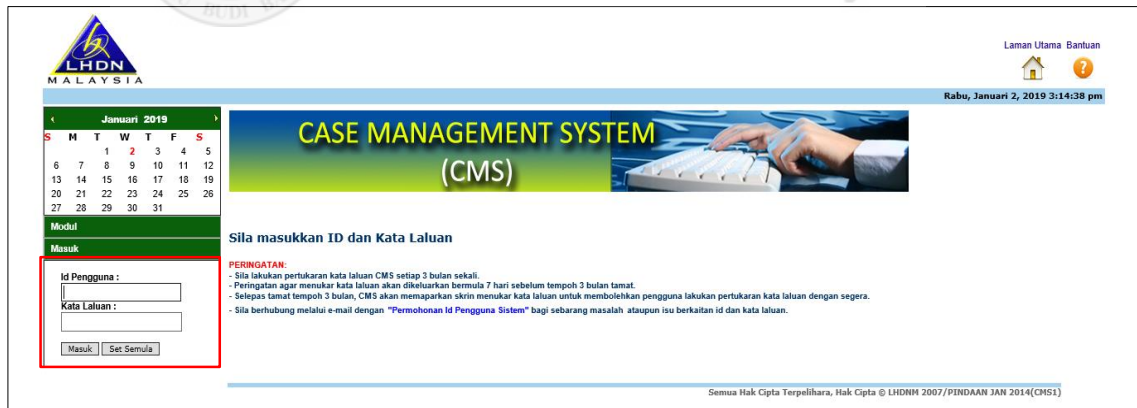 BUDI
LHDN
MALAYSIA
Laman Utama Bantuan
?
Rabu, Januari 2, 2019 3:14:38 pm
Januari 2019
S M T W T F S
1 2 3 4 5
6 7 8 9 10 11 12
13 14 15 16 17 18 19
20 21 22 23 24 25 26
27 28 29 30 31
Modul
Masuk
Id Pengguna :
Kata Laluan :
Masuk Set Semula
CASE MANAGEMENT SYSTEM
(CMS)
Sila masukkan ID dan Kata Laluan
PERINGATAN:
- Sila lakukan pertukaran kata laluan CMS setiap 3 bulan sekali.
- Peringatan agar menukar kata laluan akan dikeluarkan bermula 7 hari sebelum tempoh 3 bulan tamat.
- Selepas tamat tempoh 3 bulan, CMS akan memaparkan skrin menukar kata laluan untuk membolehkan pengguna lakukan pertukaran kata laluan dengan segera.
- Sila berhubung melalui e-mail dengan "Permohonan Id Pengguna Sistem" bagi sebarang masalah ataupun isu berkaitan id dan kata laluan.
Semua Hak Cipta Terpelihara, Hak Cipta © LHDNM 2007/PINDAAN JAN 2014(CMS1)